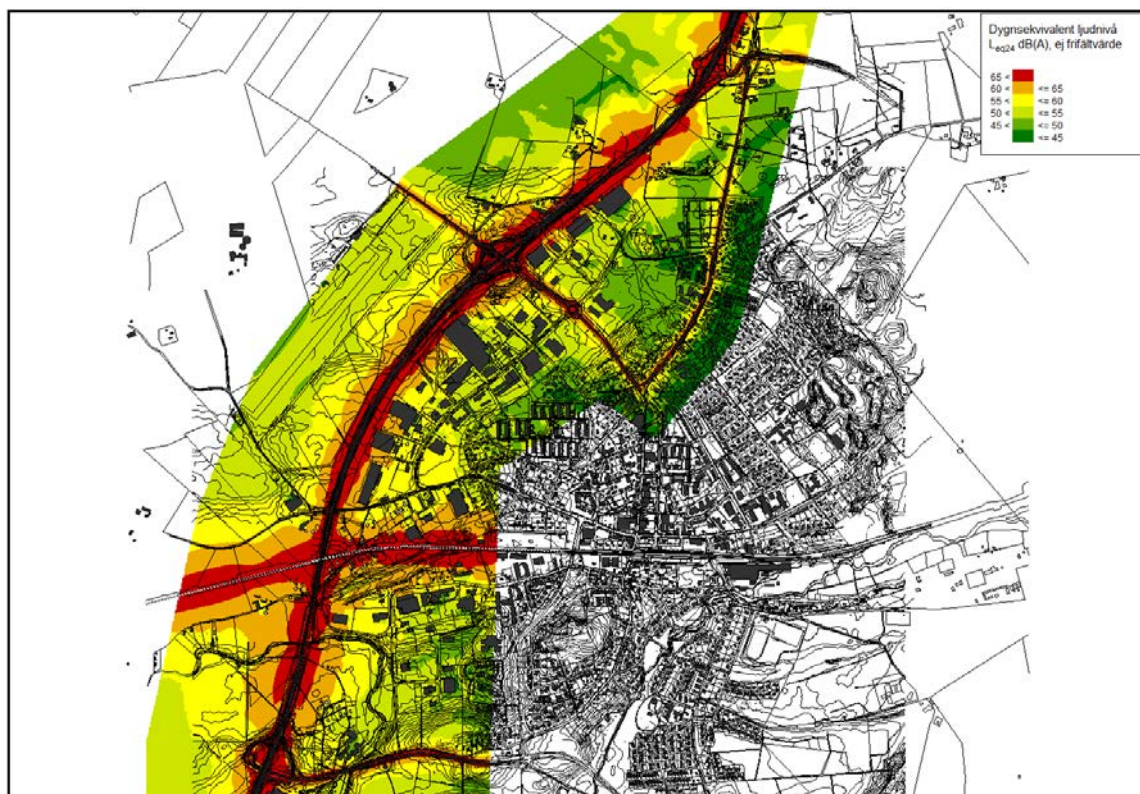 Dygnsekvivalent ljudnivå
Leq24 dB(A), ej frifältvärde
65 <
60 < <= 65
55 < <= 60
50 < <= 55
45 < <= 50
<= 45